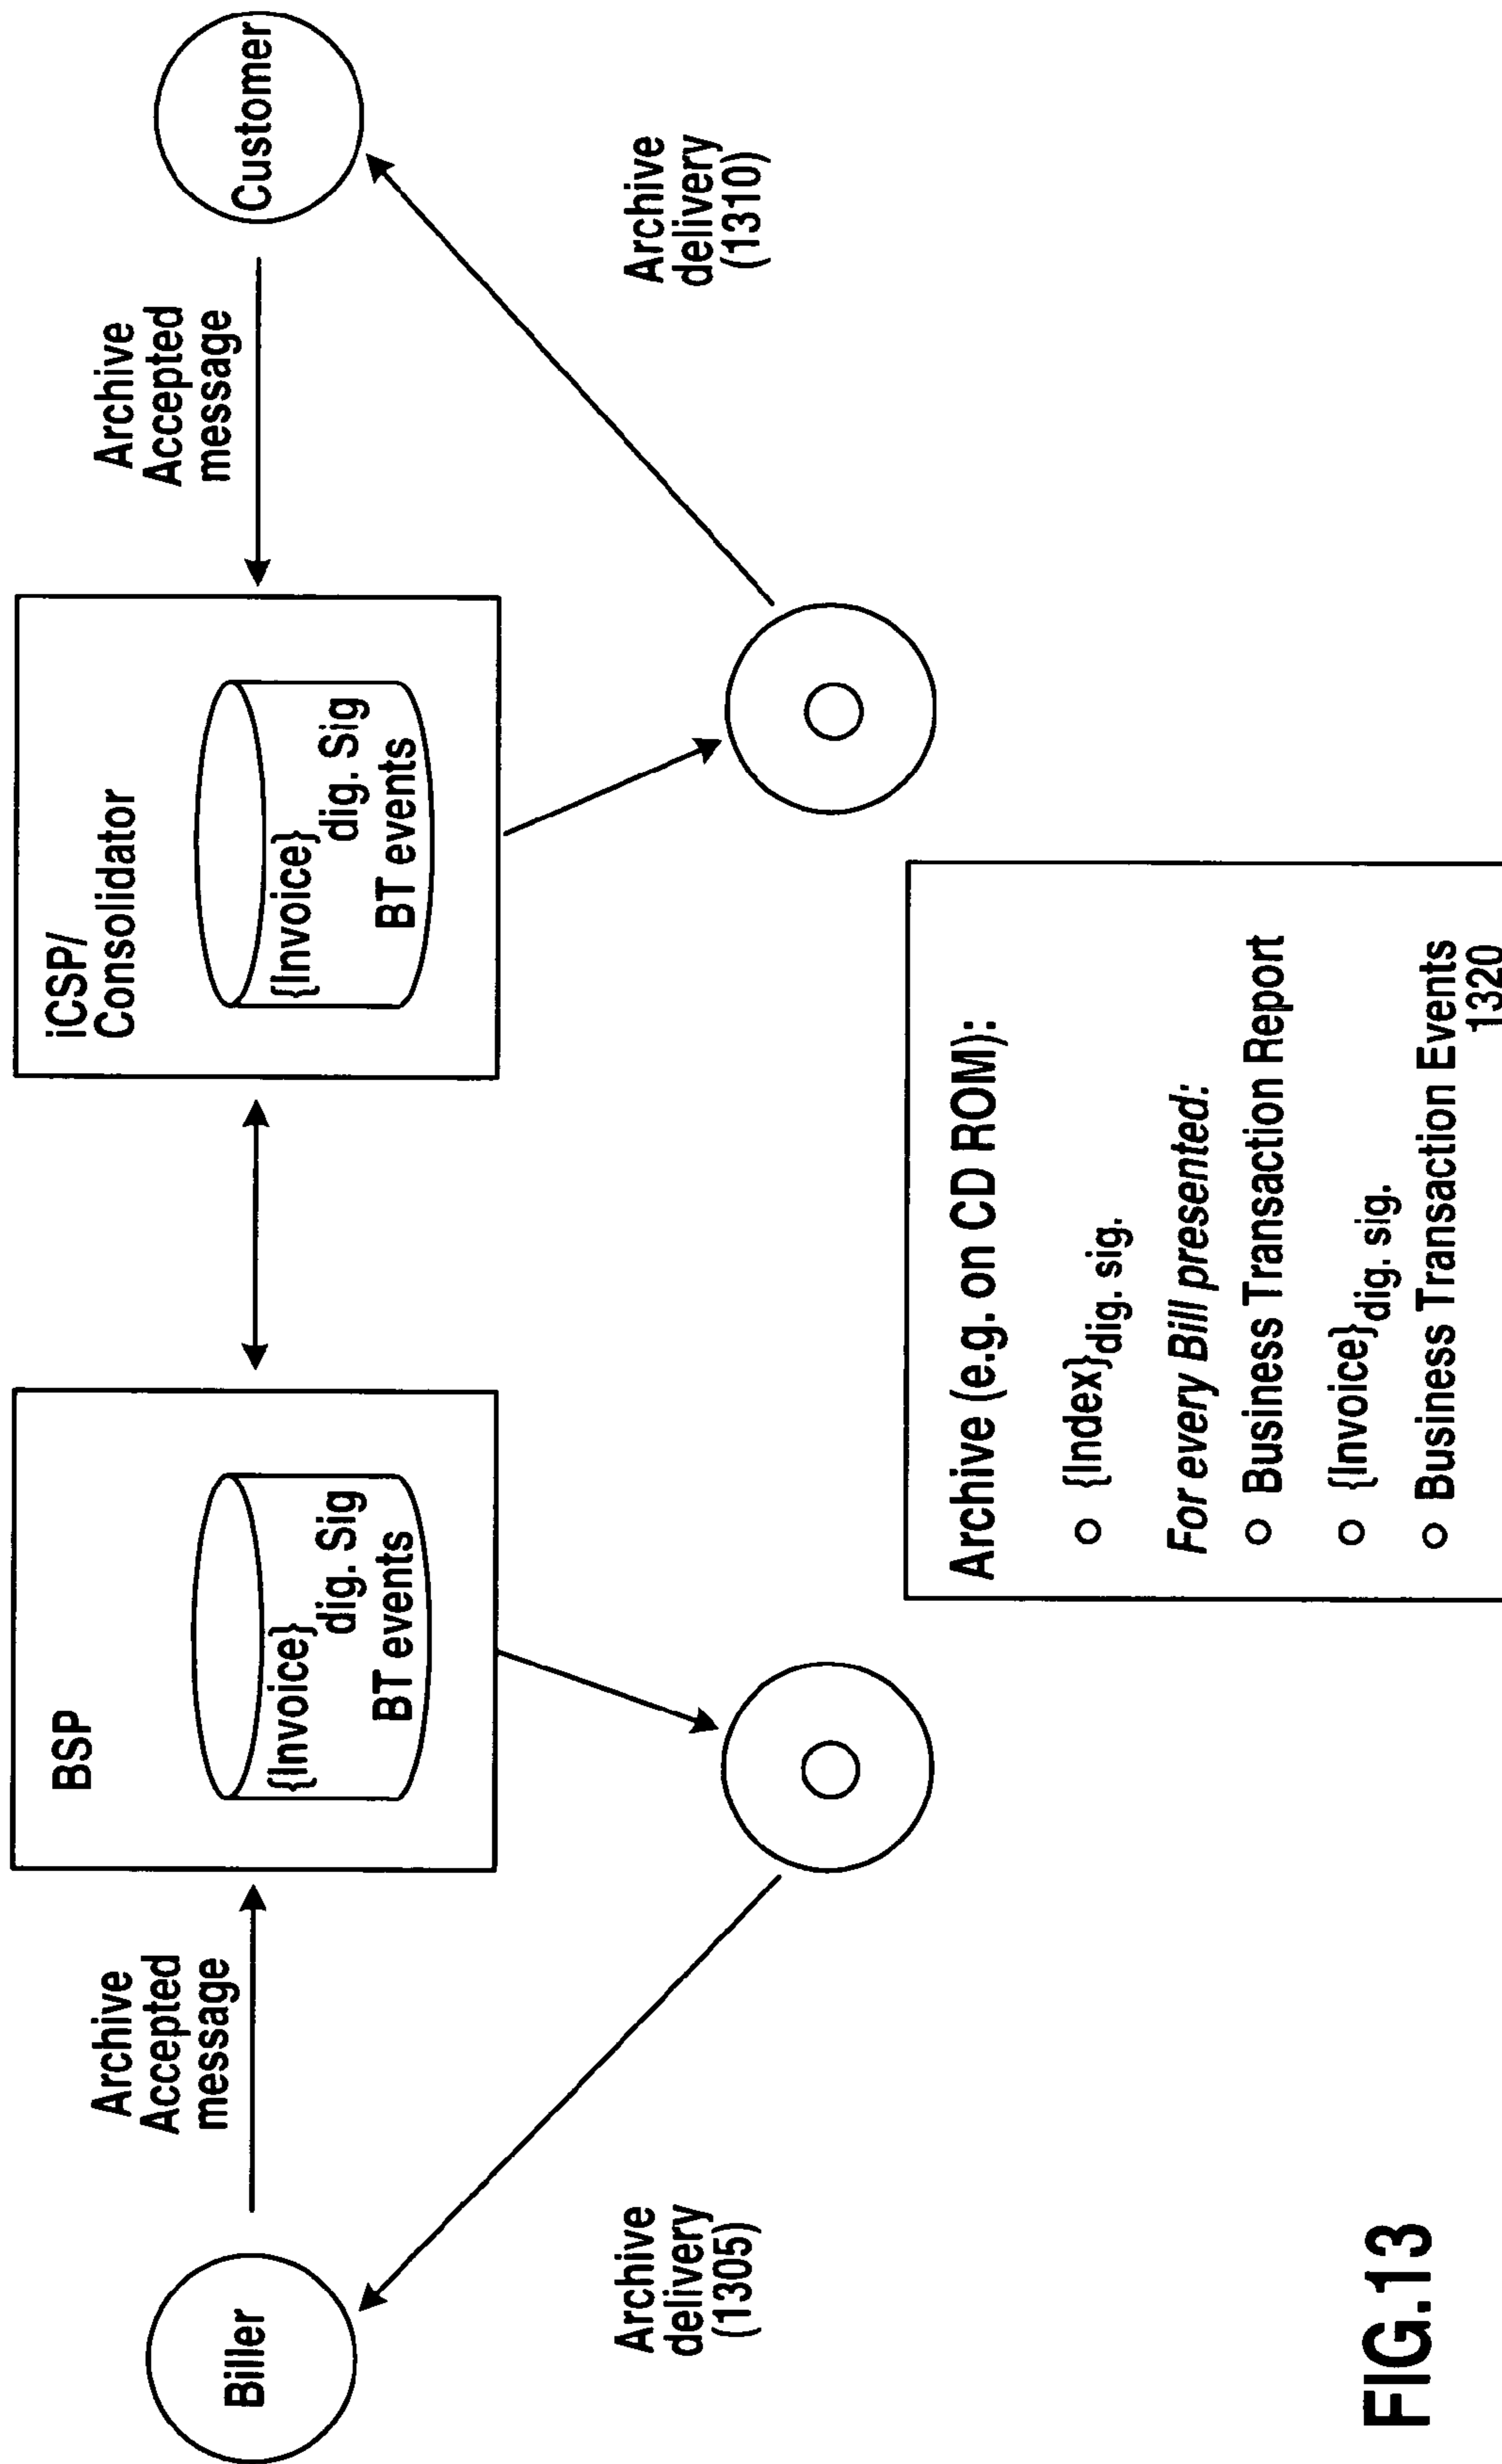 Biller
Archive
Accepted
message
BSP
{Invoice}
dig. Sig
BT events
iCSP/
Consolidator
{Invoice}
dig. Sig
BT events
Archive
Accepted
message
Customer
Archive
delivery
(1305)
Archive
delivery
(1310)
Archive (e.g. on CD ROM):
○ {Index}dig. sig.
For every Bill presented:
○ Business Transaction Report
○ {Invoice}dig. sig.
○ Business Transaction Events
1320
FIG.13